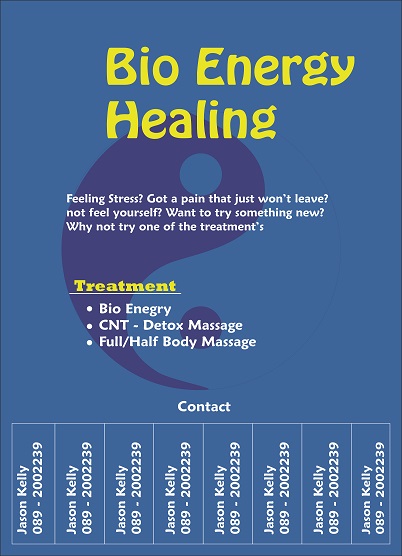 Bio Energy
Healing
Feeling Stress? Got a pain that just won't leave?
not feel yourself? Want to try something new?
Why not try one of the treatment's
Treatment
• Bio Enegry
• CNT - Detox Massage
• Full/Half Body Massage
Contact
Jason Kelly
089 - 2002239
Jason Kelly
089 - 2002239
Jason Kelly
089 - 2002239
Jason Kelly
089 - 2002239
Jason Kelly
089 - 2002239
Jason Kelly
089 - 2002239
Jason Kelly
089 - 2002239
Jason Kelly
089 - 2002239